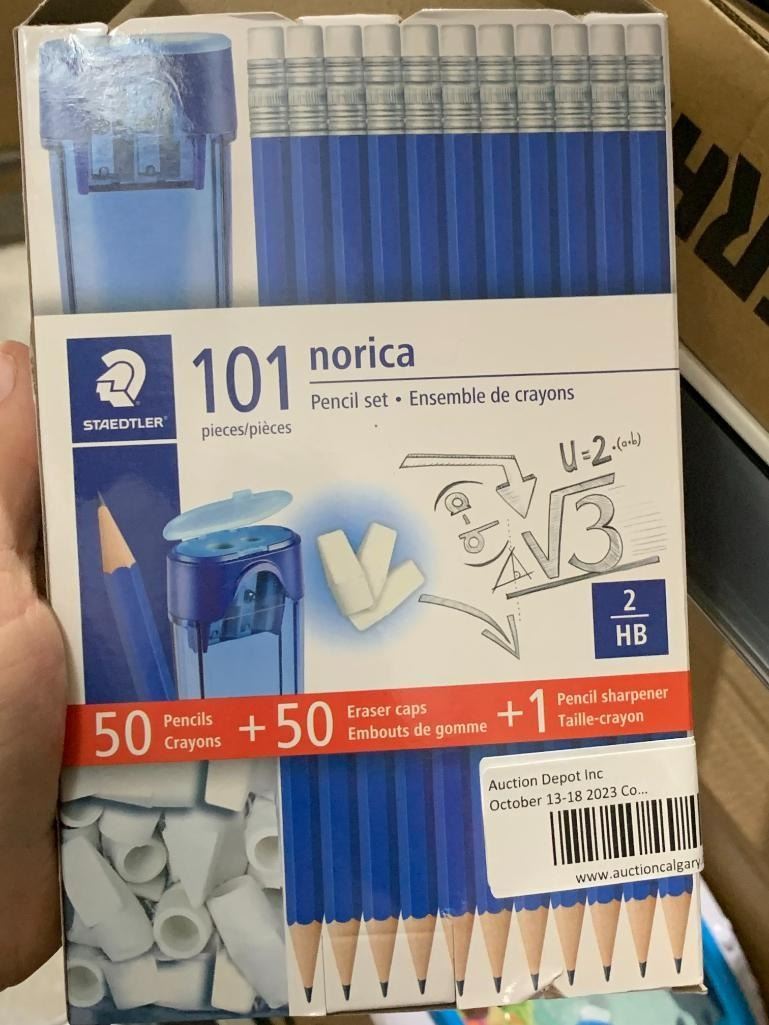 STAEDTLER®
101
pieces/pièces
norica
Pencil set • Ensemble de crayons
U=2·(a+b)
a-b
√3
2
HB
50 Pencils
Crayons
+ 50 Eraser caps
Embouts de gomme
+1 Pencil sharpener
Taille-crayon
Auction Depot Inc
October 13-18 2023 Co...
www.auctioncalgary